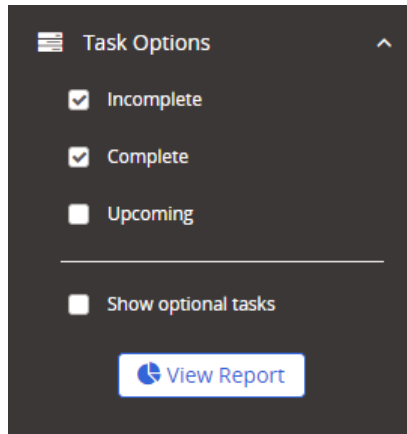 Task Options
Incomplete
Complete
Upcoming
Show optional tasks
View Report